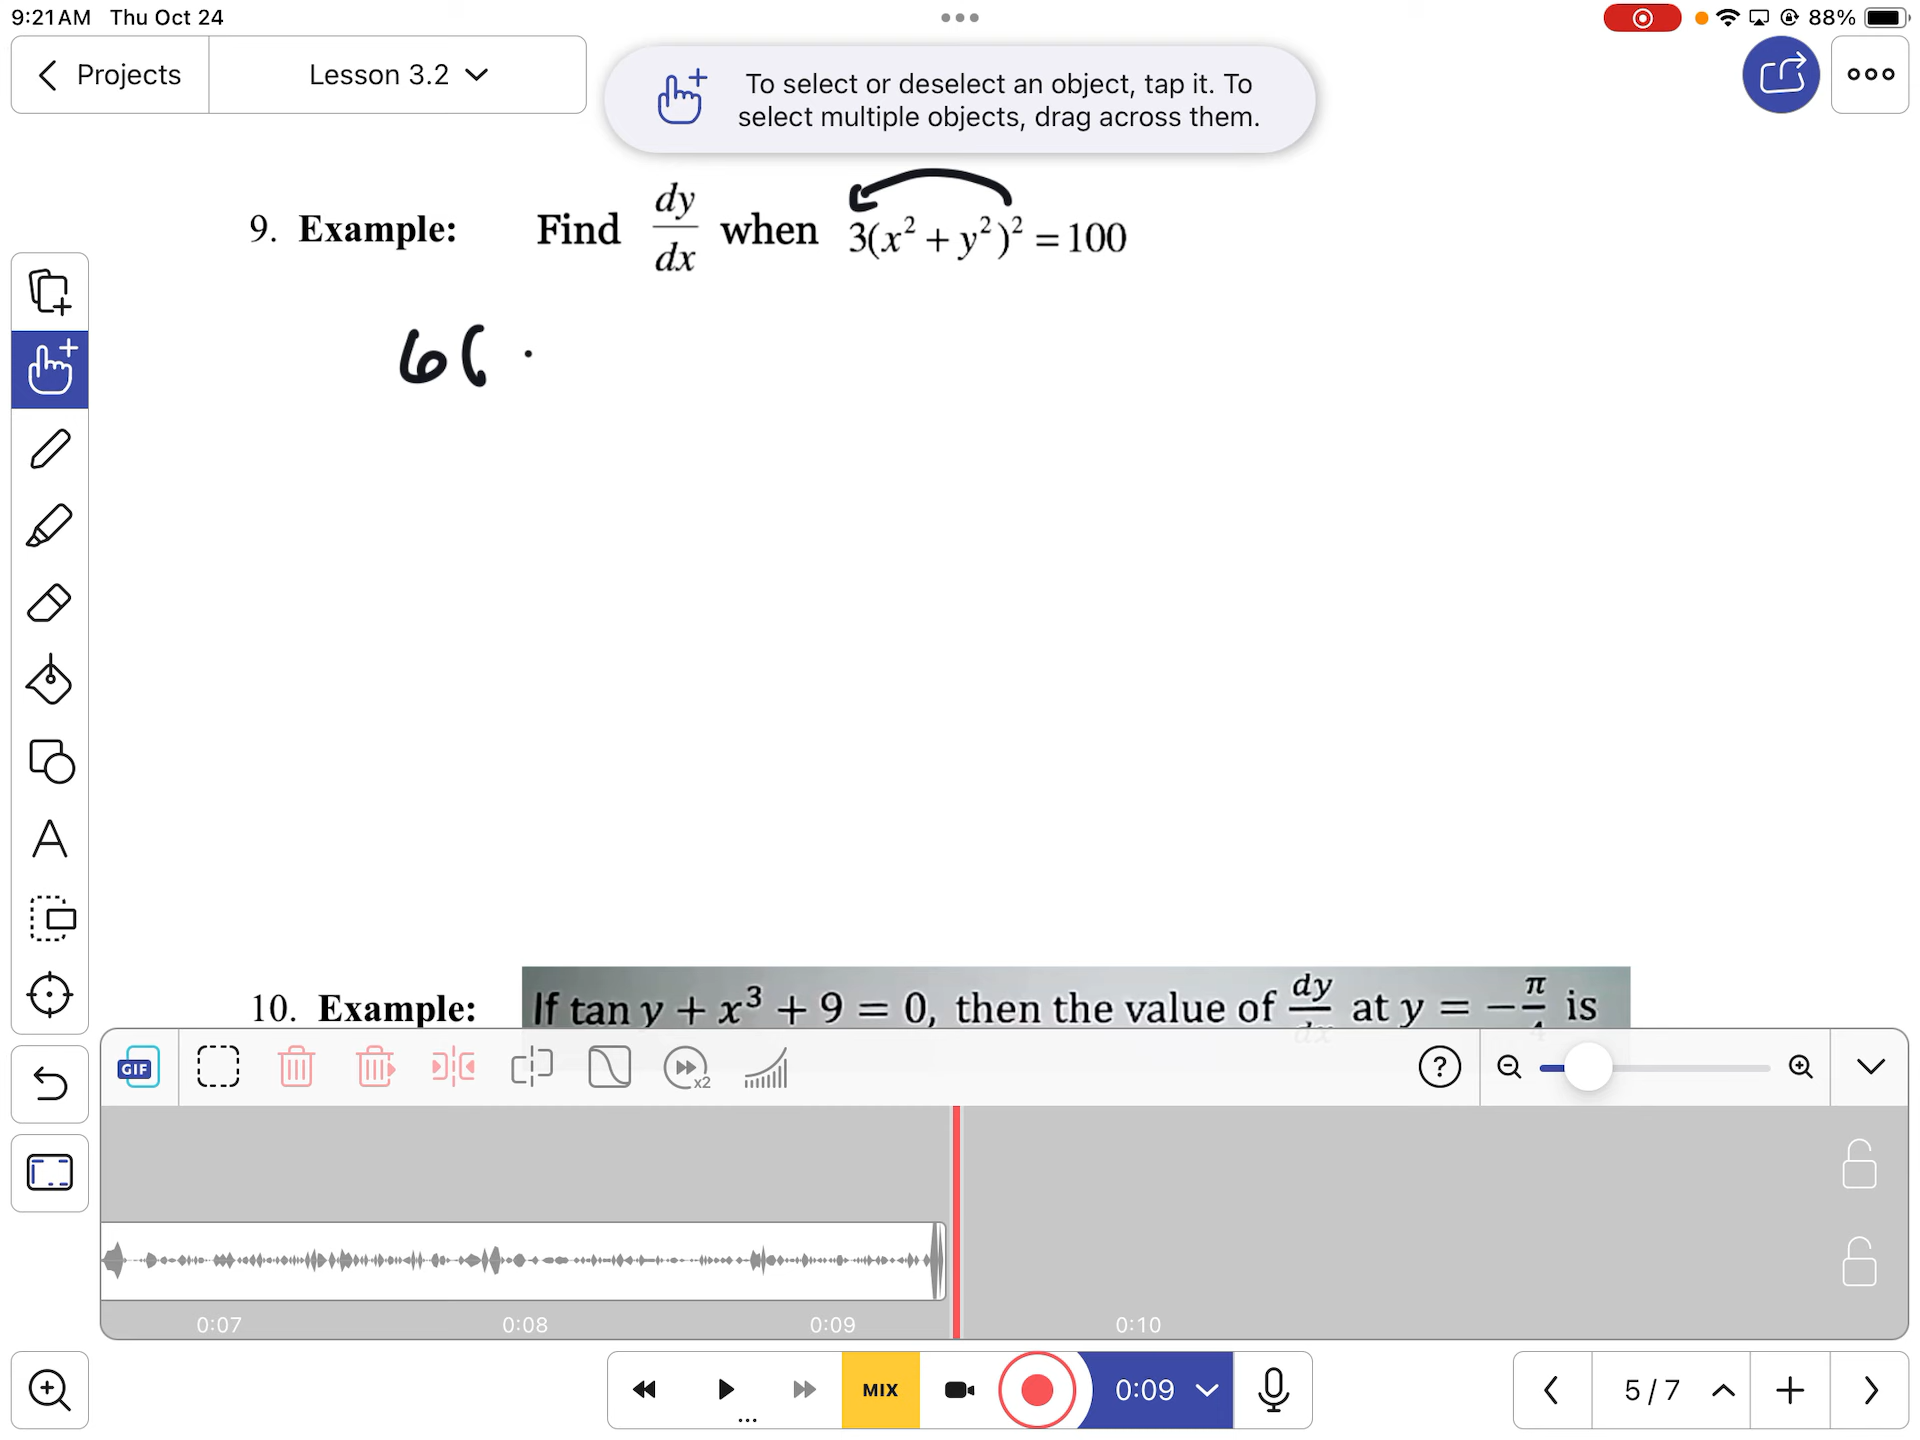 9:21 AM Thu Oct 24
88%
Projects
Lesson 3.2
To select or deselect an object, tap it. To
select multiple objects, drag across them.
9. Example: Find dy/dx when 3(x² + y²)² = 100
6(
10. Example: If tan y + x³ + 9 = 0, then the value of dy/dx at y = −π/4 is
GIF
x2
?
0:07
0:08
0:09
0:10
MIX
0:09
5 / 7
A